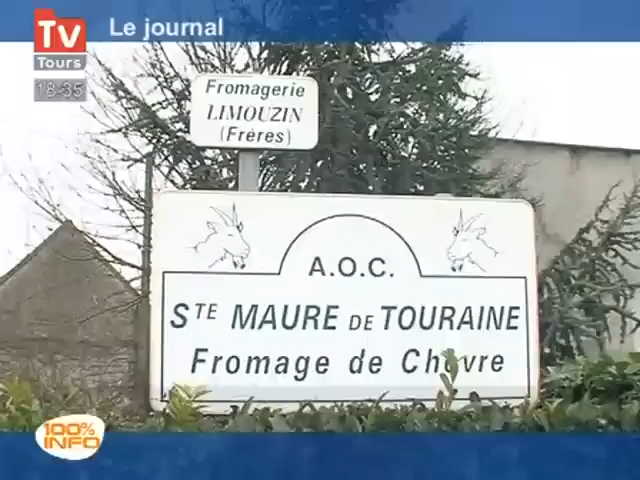 Tv
Tours
18:35
Le journal
Fromagerie
LIMOUZIN
(Frères)
A.O.C.
STE MAURE DE TOURAINE
Fromage de Chèvre
100%
INFO